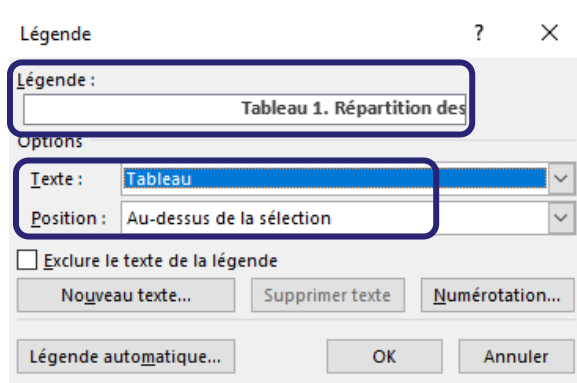 Légende ? ×
Légende :
Tableau 1. Répartition des
Options
Texte : Tableau
Position : Au-dessus de la sélection
Exclure le texte de la légende
Nouveau texte... Supprimer texte Numérotation...
Légende automatique... OK Annuler